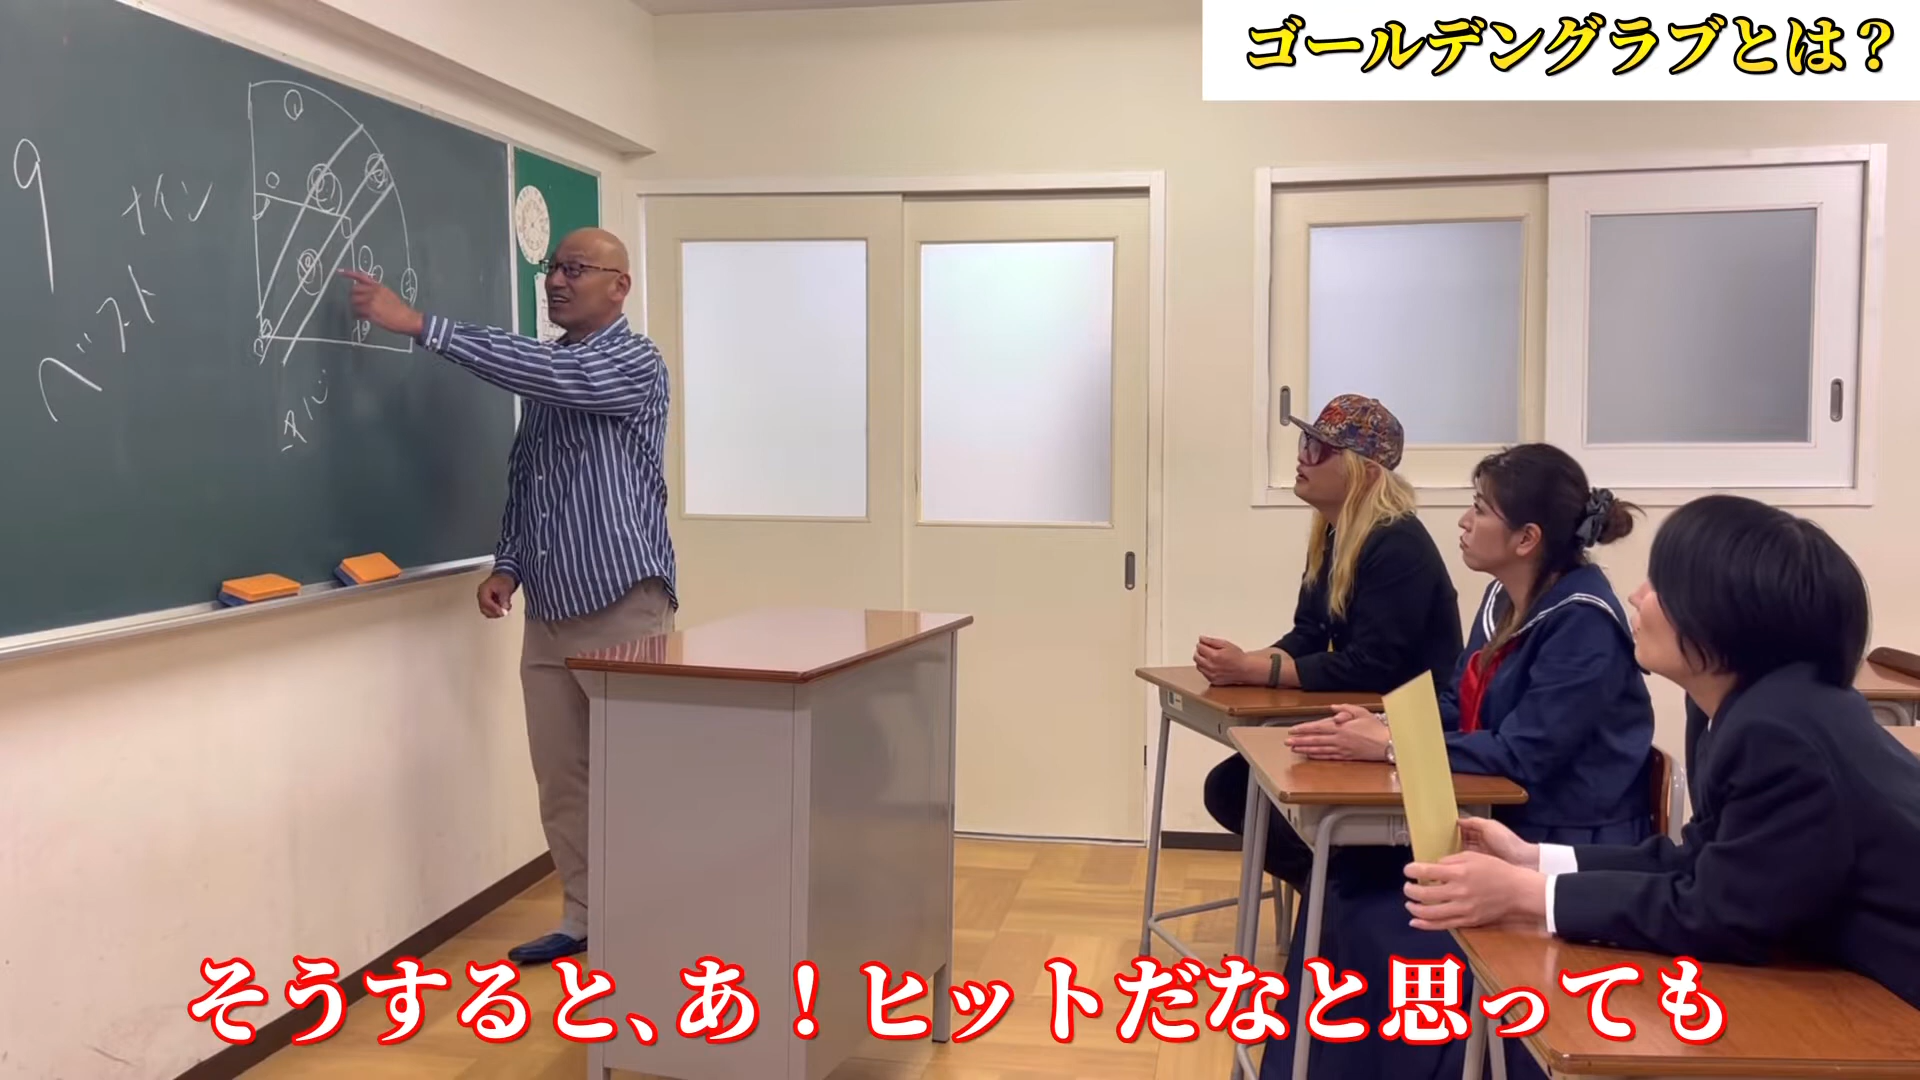 ゴールデングラブとは？
9
メイン
ベスト
そうすると、あ！ヒットだなと思っても